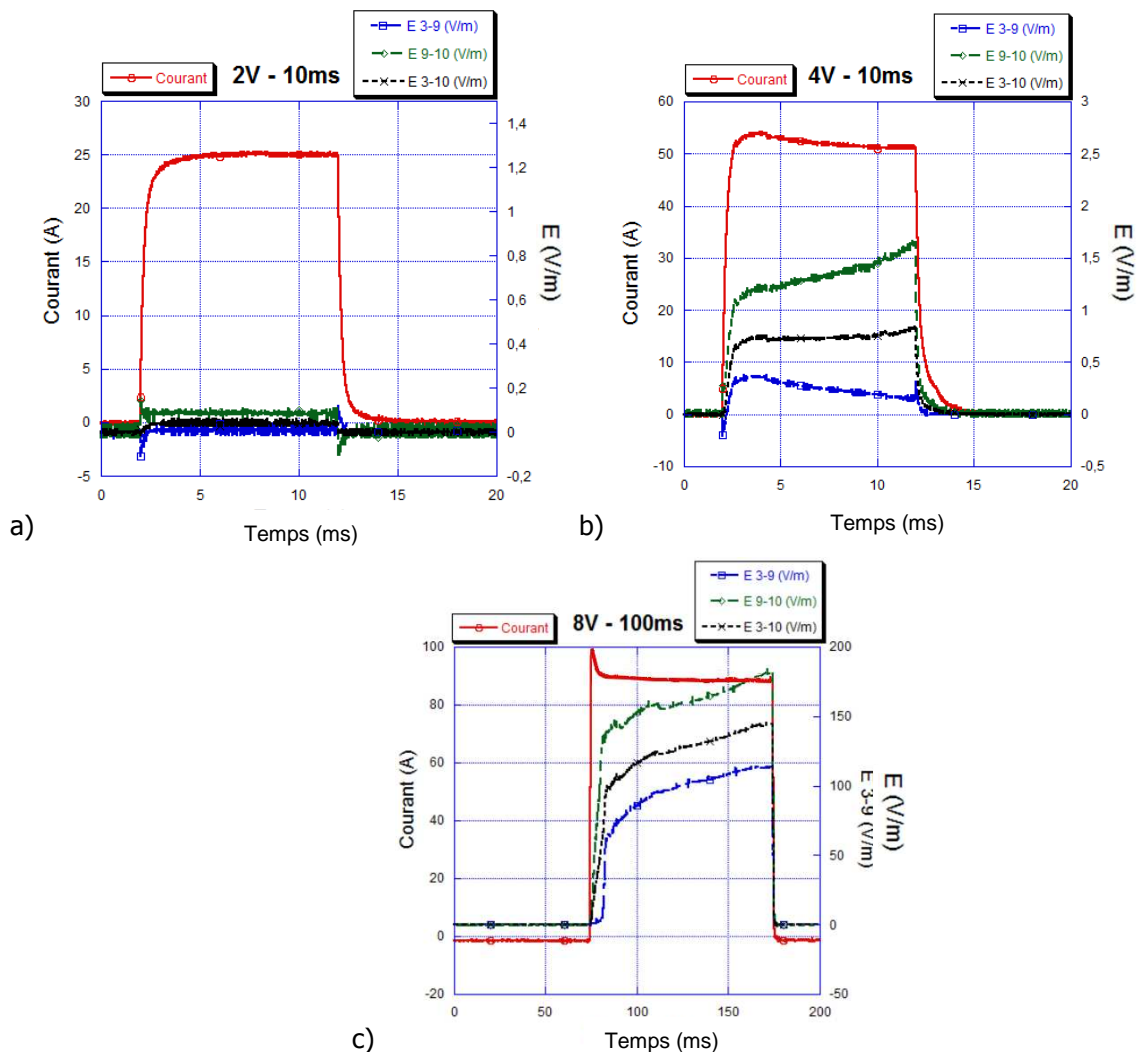 E 3-9 (V/m)
E 9-10 (V/m)
E 3-10 (V/m)
Courant
2V - 10ms
30
25
20
15
10
5
0
-5
1,4
1,2
1
0,8
0,6
0,4
0,2
0
0,2
Courant (A)
E (V/m)
0
5
10
15
20
Temps (ms)
a)
E 3-9 (V/m)
E 9-10 (V/m)
E 3-10 (V/m)
Courant
4V - 10ms
60
50
40
30
20
10
0
-10
3
2,5
2
1,5
1
0,5
0
-0,5
Courant (A)
E (V/m)
0
5
10
15
20
Temps (ms)
b)
E 3-9 (V/m)
E 9-10 (V/m)
E 3-10 (V/m)
Courant
8V - 100ms
100
80
60
40
20
0
-20
200
150
100
50
0
-50
Courant (A)
E 3-9 (V/m)
E (V/m)
0
50
100
150
200
Temps (ms)
c)